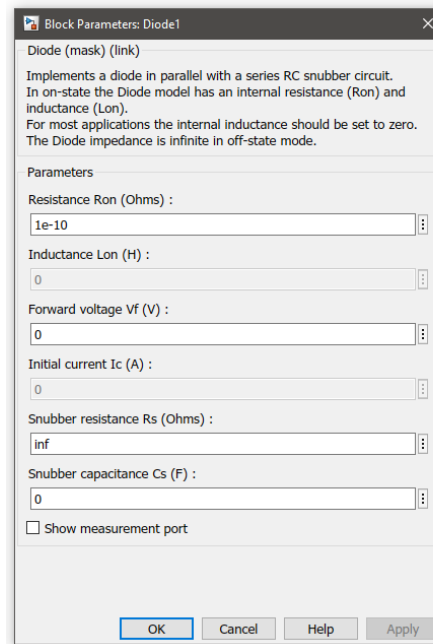 Block Parameters: Diode1
Diode (mask) (link)
Implements a diode in parallel with a series RC snubber circuit.
In on-state the Diode model has an internal resistance (Ron) and
inductance (Lon).
For most applications the internal inductance should be set to zero.
The Diode impedance is infinite in off-state mode.
Parameters
Resistance Ron (Ohms) :
1e-10
Inductance Lon (H) :
0
Forward voltage Vf (V) :
0
Initial current Ic (A) :
0
Snubber resistance Rs (Ohms) :
inf
Snubber capacitance Cs (F) :
0
Show measurement port
OK Cancel Help Apply